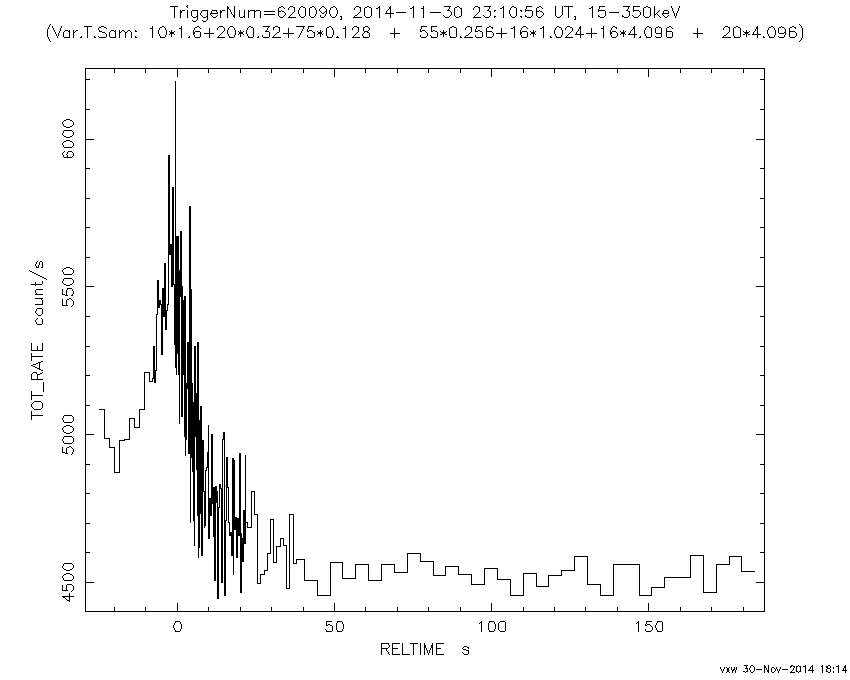 TriggerNum=620090, 2014-11-30 23:10:56 UT, 15-350keV
(Var.T.Sam: 10*1.6+20*0.32+75*0.128 + 55*0.256+16*1.024+16*4.096 + 20*4.096)
6000
5500
5000
4500
TOT_RATE count/s
0 50 100 150
RELTIME s
vxw 30-Nov-2014 18:14